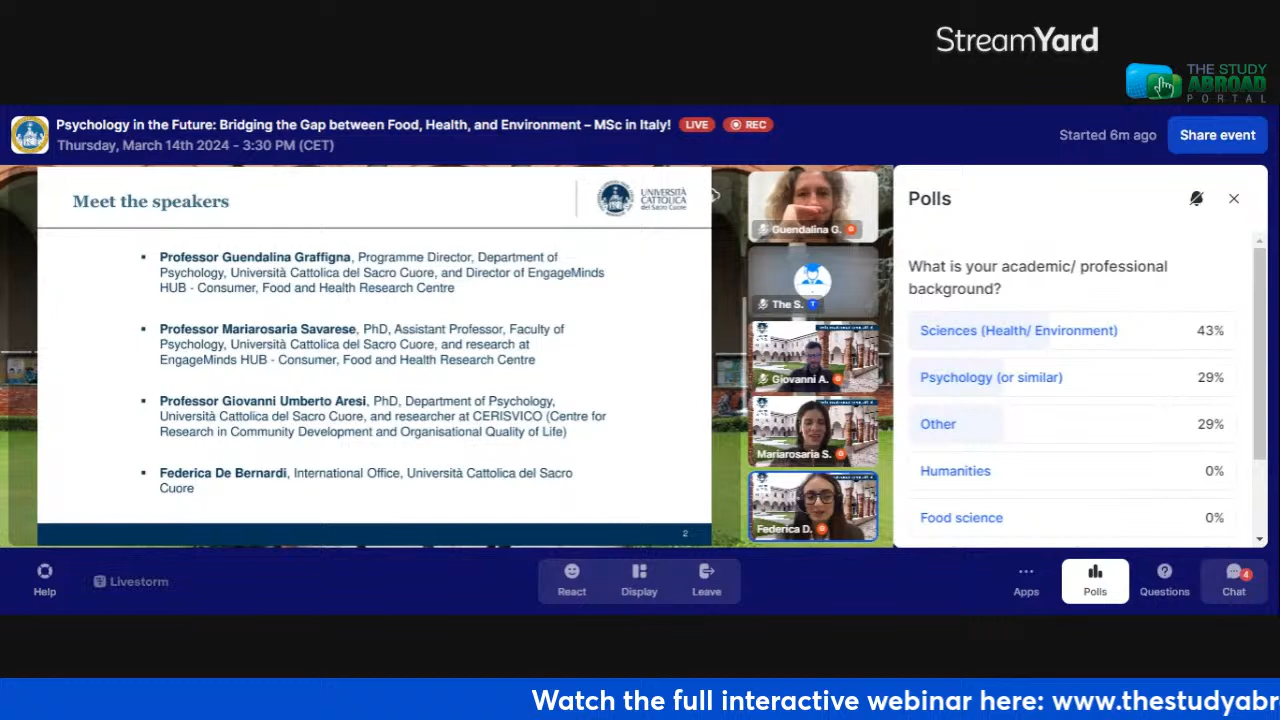 StreamYard
THE STUDY
ABROAD
PORTAL
Psychology in the Future: Bridging the Gap between Food, Health, and Environment – MSc in Italy!
LIVE
REC
Thursday, March 14th 2024 - 3:30 PM (CET)
Started 6m ago
Share event
Meet the speakers
UNIVERSITÀ
CATTOLICA
del Sacro Cuore
▪ Professor Guendalina Graffigna, Programme Director, Department of
Psychology, Università Cattolica del Sacro Cuore, and Director of EngageMinds
HUB - Consumer, Food and Health Research Centre
▪ Professor Mariarosaria Savarese, PhD, Assistant Professor, Faculty of
Psychology, Università Cattolica del Sacro Cuore, and research at
EngageMinds HUB - Consumer, Food and Health Research Centre
▪ Professor Giovanni Umberto Aresi, PhD, Department of Psychology,
Università Cattolica del Sacro Cuore, and researcher at CERISVICO (Centre for
Research in Community Development and Organisational Quality of Life)
▪ Federica De Bernardi, International Office, Università Cattolica del Sacro
Cuore
2
Guendalina G.
The S. T
Giovanni A.
Mariarosaria S.
Federica D.
Polls
What is your academic/ professional
background?
Sciences (Health/ Environment) 43%
Psychology (or similar) 29%
Other 29%
Humanities 0%
Food science 0%
Help
Livestorm
React
Display
Leave
Apps
Polls
Questions
4
Chat
Watch the full interactive webinar here: www.thestudyabr